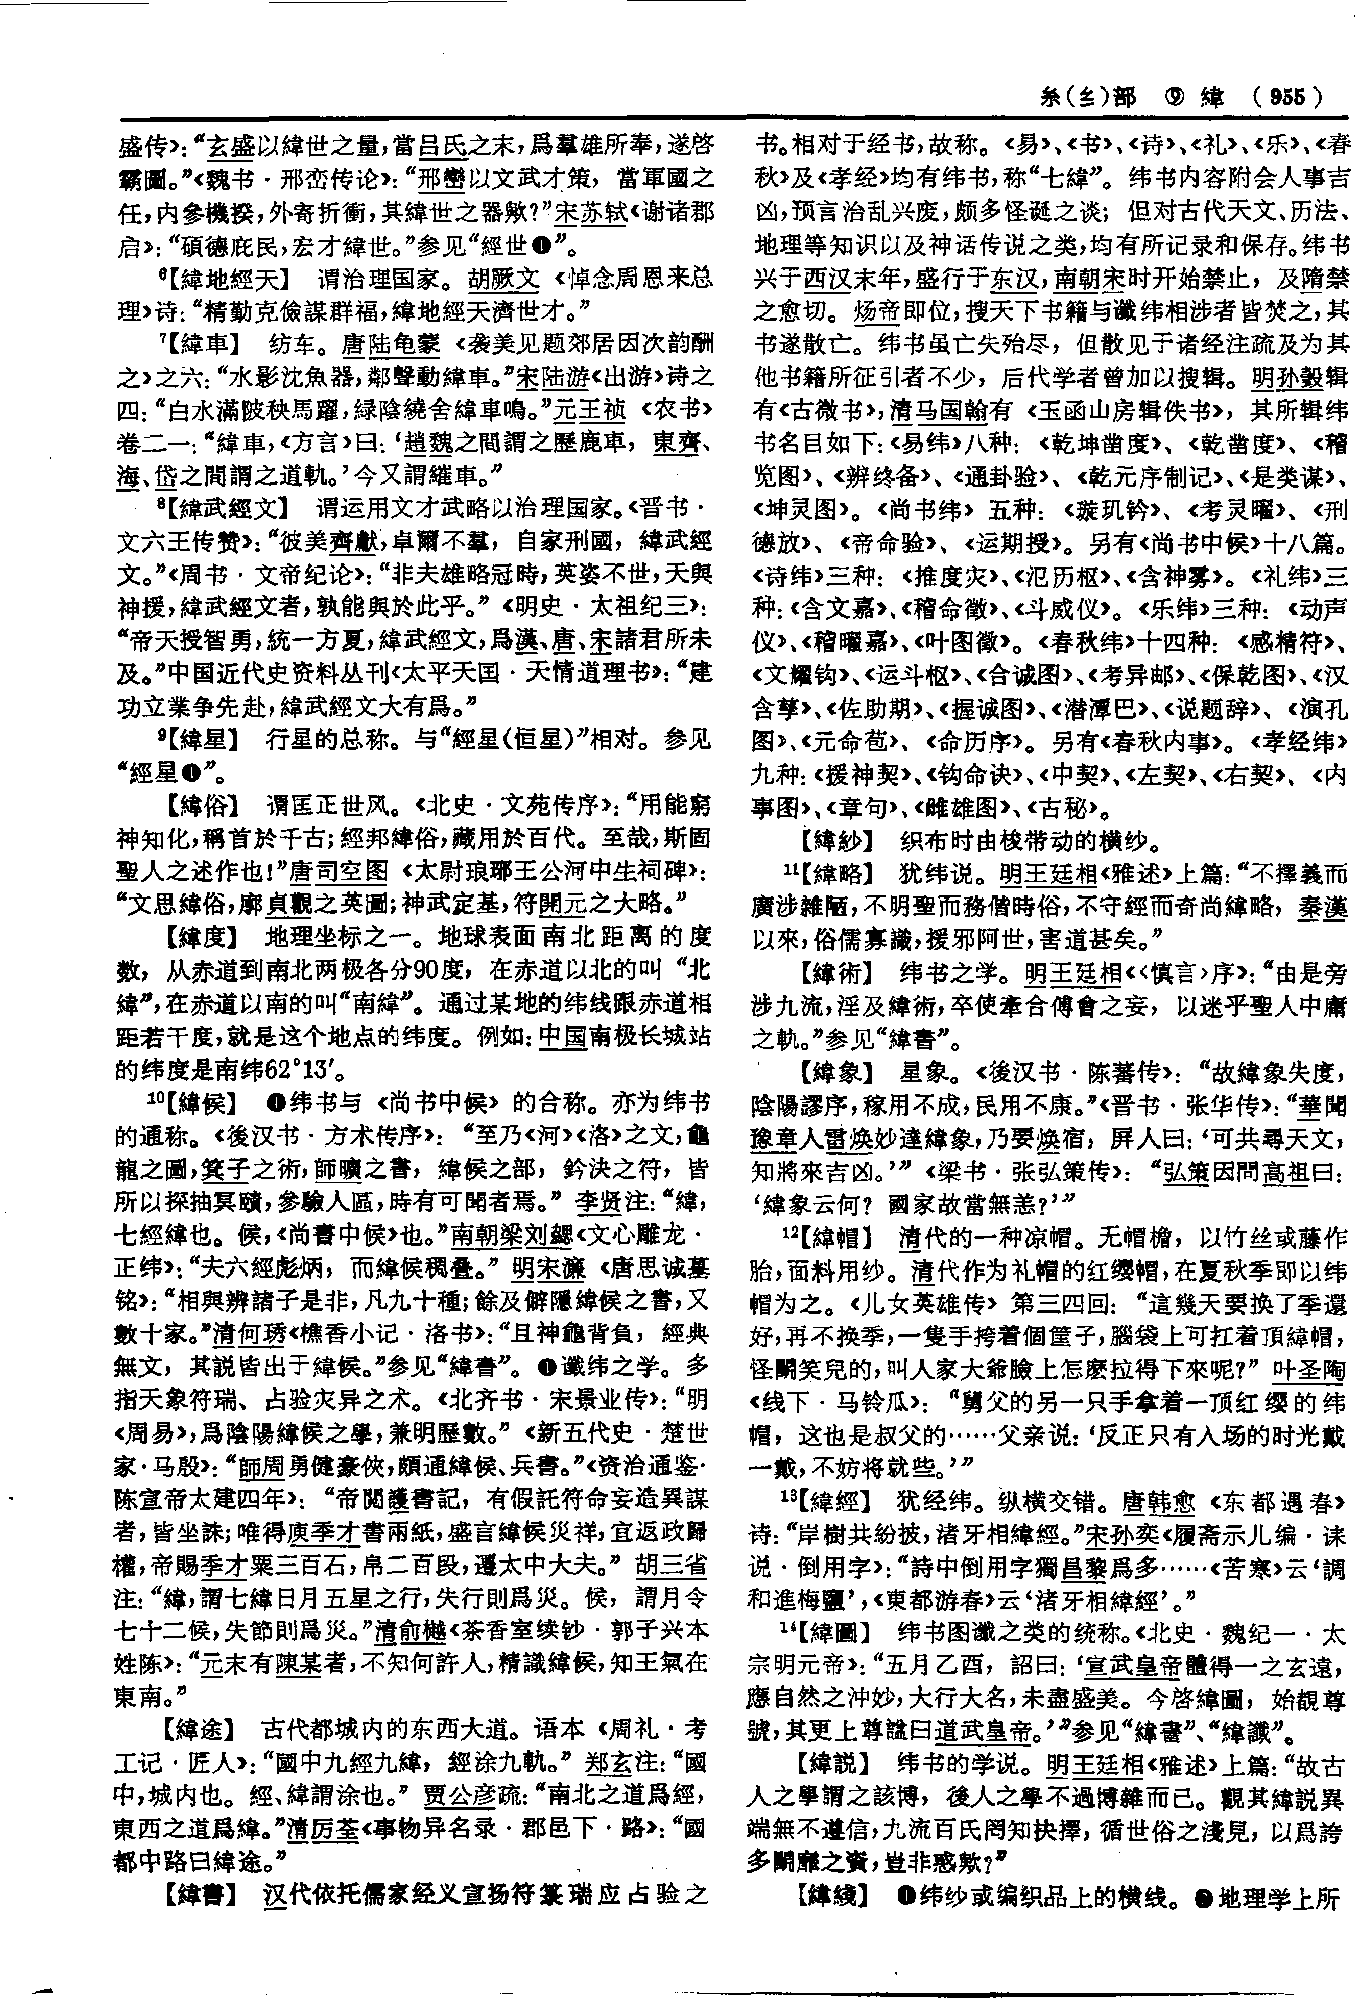 糸(纟)部 ⑨ 緯 (955)
盛传》:“玄盛以緯世之量,當吕氏之末,爲羣雄所奉,遂啓
霸圖。”《魏书·邢峦传论》:“邢巒以文武才策，當軍國之
任,内參機揆,外寄折衝,其緯世之器歟?”宋苏轼《谢诸郡
启》:“碩德庇民,宏才緯世。”参见“經世❶”。
⁶【緯地經天】 谓治理国家。胡厥文《悼念周恩来总
理》诗:“精勤克儉謀群福,緯地經天濟世才。”
⁷【緯車】 纺车。唐陆龟蒙《袭美见题郊居因次韵酬
之》之六:“水影沈魚器,鄰聲動緯車。”宋陆游《出游》诗之
四:“白水滿陂秧馬躍,緑陰繞舍緯車鳴。”元王祯《农书》
卷二一:“緯車,《方言》曰:‘趙魏之間謂之歷鹿車，東齊、
海、岱之間謂之道軌。’今又謂繀車。”
⁸【緯武經文】 谓运用文才武略以治理国家。《晋书·
文六王传赞》:“彼美齊獻,卓爾不羣，自家刑國，緯武經
文。”《周书·文帝纪论》:“非夫雄略冠時,英姿不世,天與
神援,緯武經文者,孰能與於此乎。”《明史·太祖纪三》:
“帝天授智勇,統一方夏,緯武經文,爲漢、唐、宋諸君所未
及。”中国近代史资料丛刊《太平天囯·天情道理书》:“建
功立業争先赴,緯武經文大有爲。”
⁹【緯星】 行星的总称。与“經星(恒星)”相对。参见
“經星❶”。
【緯俗】 谓匡正世风。《北史·文苑传序》:“用能窮
神知化,稱首於千古;經邦緯俗,藏用於百代。至哉,斯固
聖人之述作也!”唐司空图《太尉琅琊王公河中生祠碑》:
“文思緯俗,廓貞觀之英圖;神武定基,符開元之大略。”
【緯度】 地理坐标之一。地球表面南北距离的度
数，从赤道到南北两极各分90度，在赤道以北的叫“北
緯”,在赤道以南的叫“南緯”。通过某地的纬线跟赤道相
距若干度,就是这个地点的纬度。例如:中国南极长城站
的纬度是南纬62°13′。
¹⁰【緯候】 ❶纬书与《尚书中候》的合称。亦为纬书
的通称。《後汉书·方术传序》:“至乃《河》《洛》之文,龜
龍之圖,箕子之術,師曠之書，緯候之部，鈐決之符，皆
所以探抽冥賾,參驗人區,時有可聞者焉。”李贤注:“緯，
七經緯也。候,《尚書中候》也。”南朝梁刘勰《文心雕龙·
正纬》:“夫六經彪炳，而緯候稠疊。”明宋濂《唐思诚墓
铭》:“相與辨諸子是非,凡九十種;餘及僻隱緯候之書,又
數十家。”清何琇《樵香小记·洛书》:“且神龜背負，經典
無文，其説皆出于緯候。”参见“緯書”。❶谶纬之学。多
指天象符瑞、占验灾异之术。《北齐书·宋景业传》:“明
《周易》,爲陰陽緯候之學,兼明歷數。”《新五代史·楚世
家·马殷》:“師周勇健豪俠,頗通緯候、兵書。”《资治通鉴·
陈宣帝太建四年》:“帝閲護書記，有假託符命妄造異謀
者,皆坐誅;唯得庾季才書兩紙,盛言緯候災祥,宜返政歸
權,帝賜季才粟三百石,帛二百段,遷太中大夫。”胡三省
注:“緯,謂七緯日月五星之行,失行則爲災。候，謂月令
七十二候,失節則爲災。”清俞樾《茶香室续钞·郭子兴本
姓陈》:“元末有陳某者,不知何許人,精識緯候,知王氣在
東南。”
【緯途】 古代都城内的东西大道。语本《周礼·考
工记·匠人》:“國中九經九緯，經涂九軌。”郑玄注:“國
中,城内也。經、緯謂涂也。”贾公彦疏:“南北之道爲經，
東西之道爲緯。”清厉荃《事物异名录·郡邑下·路》:“國
都中路曰緯途。”
【緯書】 汉代依托儒家经义宣扬符箓瑞应占验之
书。相对于经书,故称。《易》、《书》、《诗》、《礼》、《乐》、《春
秋》及《孝经》均有纬书,称“七緯”。纬书内容附会人事吉
凶,预言治乱兴废,颇多怪诞之谈;但对古代天文、历法、
地理等知识以及神话传说之类,均有所记录和保存。纬书
兴于西汉末年,盛行于东汉,南朝宋时开始禁止，及隋禁
之愈切。炀帝即位,搜天下书籍与谶纬相涉者皆焚之,其
书遂散亡。纬书虽亡失殆尽，但散见于诸经注疏及为其
他书籍所征引者不少，后代学者曾加以搜辑。明孙瑴辑
有《古微书》,清马国翰有《玉函山房辑佚书》，其所辑纬
书名目如下:《易纬》八种:《乾坤凿度》、《乾凿度》、《稽
览图》、《辨终备》、《通卦验》、《乾元序制记》、《是类谋》、
《坤灵图》。《尚书纬》五种:《璇玑钤》、《考灵曜》、《刑
德放》、《帝命验》、《运期授》。另有《尚书中候》十八篇。
《诗纬》三种:《推度灾》、《氾历枢》、《含神雾》。《礼纬》三
种:《含文嘉》、《稽命徵》、《斗威仪》。《乐纬》三种:《动声
仪》、《稽曜嘉》、《叶图徵》。《春秋纬》十四种:《感精符》、
《文耀钩》、《运斗枢》、《合诚图》、《考异邮》、《保乾图》、《汉
含孳》、《佐助期》、《握诚图》、《潜潭巴》、《说题辞》、《演孔
图》、《元命苞》、《命历序》。另有《春秋内事》。《孝经纬》
九种:《援神契》、《钩命诀》、《中契》、《左契》、《右契》、《内
事图》、《章句》、《雌雄图》、《古秘》。
【緯紗】 织布时由梭带动的横纱。
¹¹【緯略】 犹纬说。明王廷相《雅述》上篇:“不擇義而
廣涉雜陋,不明聖而務偕時俗,不守經而奇尚緯略，秦漢
以來,俗儒寡識,援邪阿世,害道甚矣。”
【緯術】 纬书之学。明王廷相《〈慎言〉序》:“由是旁
涉九流,淫及緯術,卒使牽合傅會之妄，以迷乎聖人中庸
之軌。”参见“緯書”。
【緯象】 星象。《後汉书·陈蕃传》:“故緯象失度，
陰陽謬序,稼用不成,民用不康。”《晋书·张华传》:“華聞
豫章人雷焕妙達緯象,乃要焕宿，屏人曰:‘可共尋天文，
知將來吉凶。’”《梁书·张弘策传》:“弘策因問高祖曰:
‘緯象云何?國家故當無恙?’”
¹²【緯帽】 清代的一种凉帽。无帽檐，以竹丝或藤作
胎,面料用纱。清代作为礼帽的红缨帽,在夏秋季即以纬
帽为之。《儿女英雄传》第三四回:“這幾天要换了季還
好,再不换季,一隻手挎着個筐子,腦袋上可扛着頂緯帽，
怪鬭笑兒的,叫人家大爺臉上怎麽拉得下來呢?”叶圣陶
《线下·马铃瓜》:“舅父的另一只手拿着一顶红缨的纬
帽，这也是叔父的……父亲说:‘反正只有入场的时光戴
一戴,不妨将就些。’”
¹³【緯經】 犹经纬。纵横交错。唐韩愈《东都遇春》
诗:“岸樹共紛披,渚牙相緯經。”宋孙奕《履斋示儿编·诔
说·倒用字》:“詩中倒用字獨昌黎爲多……《苦寒》云‘調
和進梅鹽’,《東都游春》云‘渚牙相緯經’。”
¹⁴【緯圖】 纬书图谶之类的统称。《北史·魏纪一·太
宗明元帝》:“五月乙酉，詔曰:‘宣武皇帝體得一之玄遠，
應自然之沖妙,大行大名,未盡盛美。今啓緯圖，始覩尊
號,其更上尊謚曰道武皇帝。’”参见“緯書”、“緯讖”。
【緯説】 纬书的学说。明王廷相《雅述》上篇:“故古
人之學謂之該博，後人之學不過博雜而已。觀其緯説異
端無不遵信,九流百氏罔知抉擇,循世俗之淺見,以爲誇
多鬭靡之資,豈非惑歟?”
【緯綫】 ❶纬纱或编织品上的横线。❷地理学上所